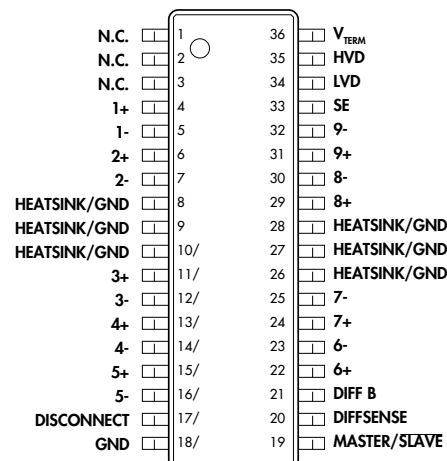 N.C. 1 36 VTERM
N.C. 2 35 HVD
N.C. 3 34 LVD
1+ 4 33 SE
1- 5 32 9-
2+ 6 31 9+
2- 7 30 8-
HEATSINK/GND 8 29 8+
HEATSINK/GND 9 28 HEATSINK/GND
HEATSINK/GND 10/ 27 HEATSINK/GND
3+ 11/ 26 HEATSINK/GND
3- 12/ 25 7-
4+ 13/ 24 7+
4- 14/ 23 6-
5+ 15/ 22 6+
5- 16/ 21 DIFF B
DISCONNECT 17/ 20 DIFFSENSE
GND 18/ 19 MASTER/SLAVE